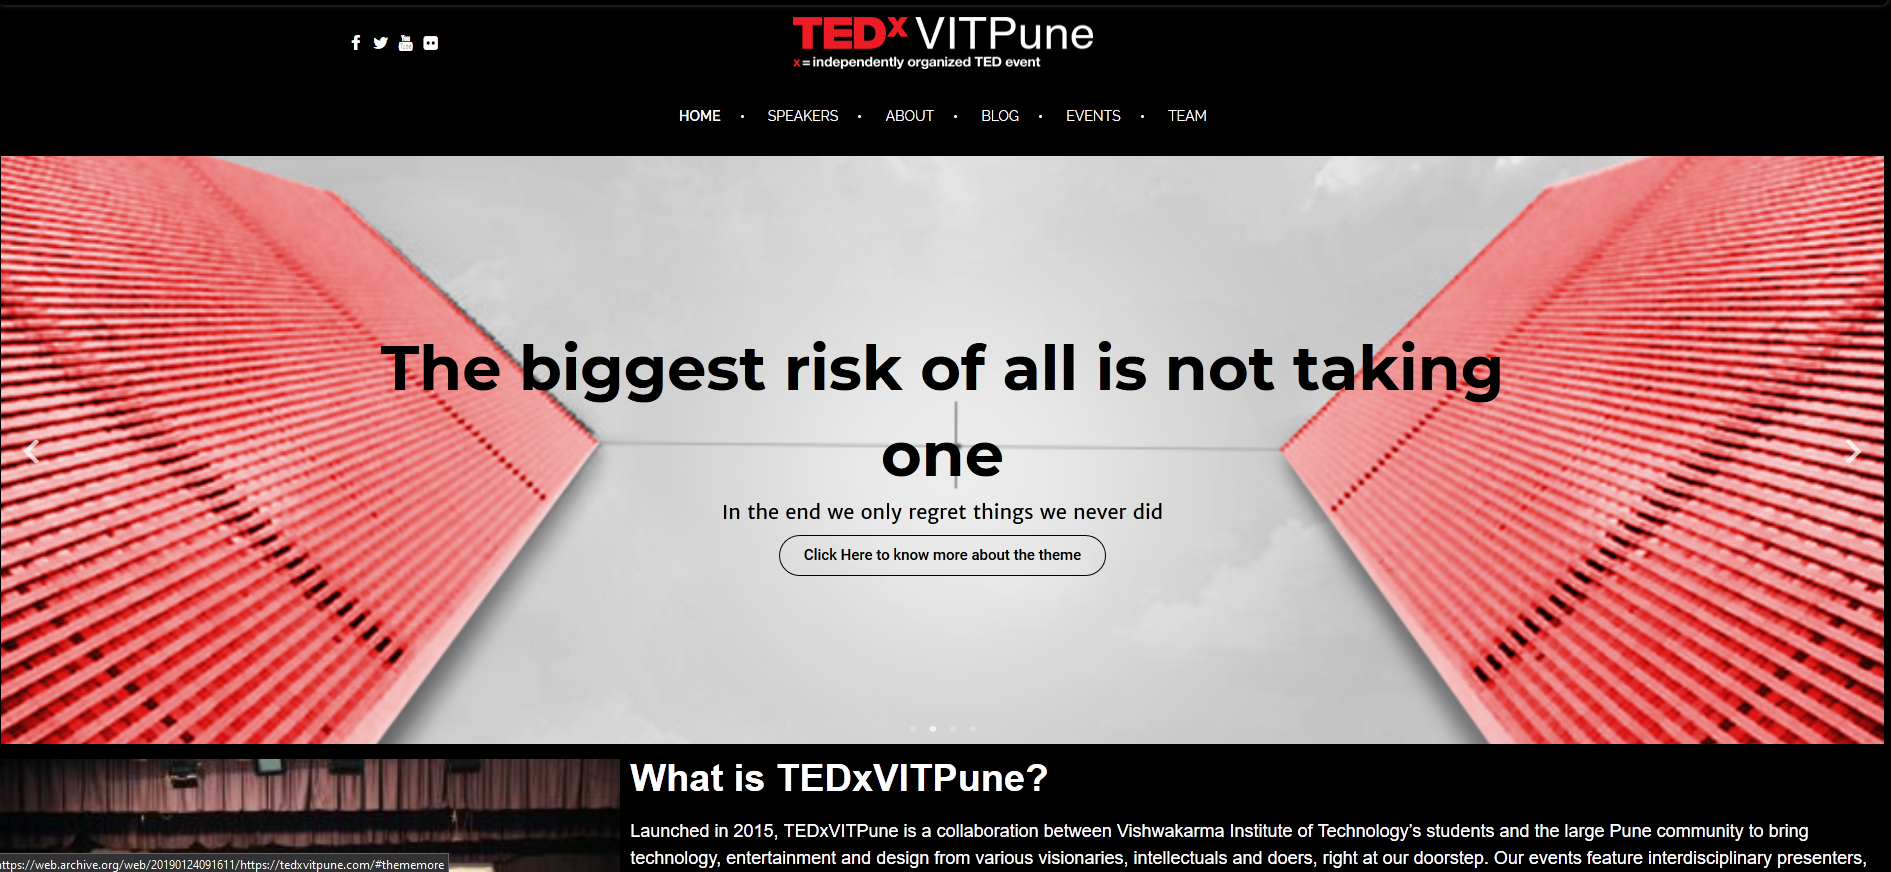 TEDx VITPune
x = independently organized TED event
HOME • SPEAKERS • ABOUT • BLOG • EVENTS • TEAM
The biggest risk of all is not taking
one
In the end we only regret things we never did
Click Here to know more about the theme
What is TEDxVITPune?
Launched in 2015, TEDxVITPune is a collaboration between Vishwakarma Institute of Technology’s students and the large Pune community to bring
technology, entertainment and design from various visionaries, intellectuals and doers, right at our doorstep. Our events feature interdisciplinary presenters,
https://web.archive.org/web/20190124091611/https://tedxvitpune.com/#thememore